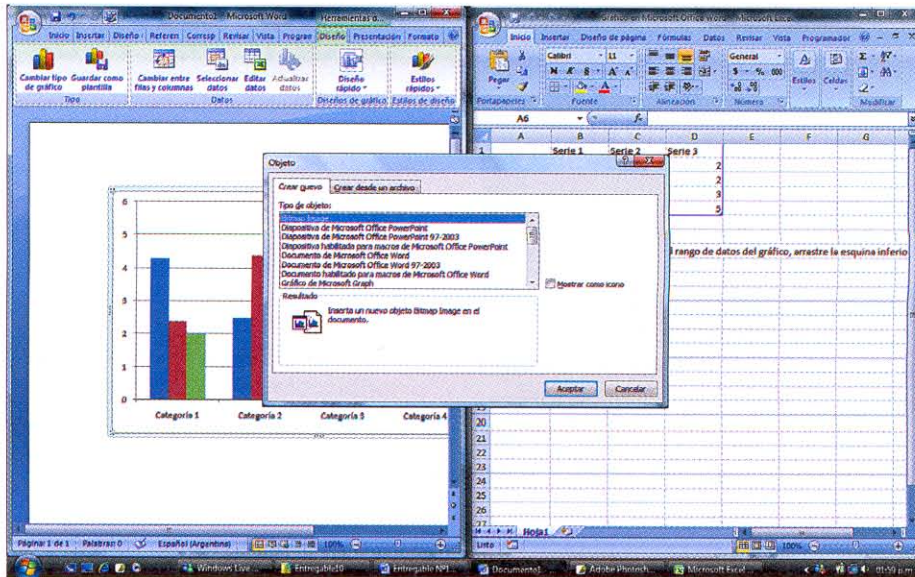 Documento1 - Microsoft Word
Herramientas d...
Inicio Insertar Diseño Referen Corresp Revisar Vista Program Diseño Presentación Formato
Cambiar tipo de gráfico
Guardar como plantilla
Cambiar entre filas y columnas
Seleccionar datos
Editar datos
Actualizar datos
Diseño rápido
Estilos rápidos
Tipo
Datos
Diseños de gráfico
Estilos de diseño
6
5
4
3
2
1
0
Categoría 1 Categoría 2 Categoría 3 Categoría 4
Página: 1 de 1 Palabras: 0 Español (Argentina) 100%
Gráfico en Microsoft Office Word - Microsoft Excel
Inicio Insertar Diseño de página Fórmulas Datos Revisar Vista Programador
Pegar
Calibri 11
N K S
General
$ % 000
Estilos Celdas
Portapapeles Fuente Alineación Número Modificar
A6
A B C D E F G
1 Serie 1 Serie 2 Serie 3
2
2
3
5
l rango de datos del gráfico, arrastre la esquina inferio
20
21
22
23
24
25
26
27
Hoja1
Listo 100%
Objeto
Crear nuevo Crear desde un archivo
Tipo de objeto:
Bitmap Image
Diapositiva de Microsoft Office PowerPoint
Diapositiva de Microsoft Office PowerPoint 97-2003
Diapositiva habilitada para macros de Microsoft Office PowerPoint
Documento de Microsoft Office Word
Documento de Microsoft Office Word 97-2003
Documento habilitado para macros de Microsoft Office Word
Gráfico de Microsoft Graph
Mostrar como icono
Resultado
Inserta un nuevo objeto Bitmap Image en el
documento.
Aceptar Cancelar
Windows Live ... Entregable10 Entregable Nº1... Documento1... Adobe Photosh... Microsoft Excel ... 01:59 p.m.